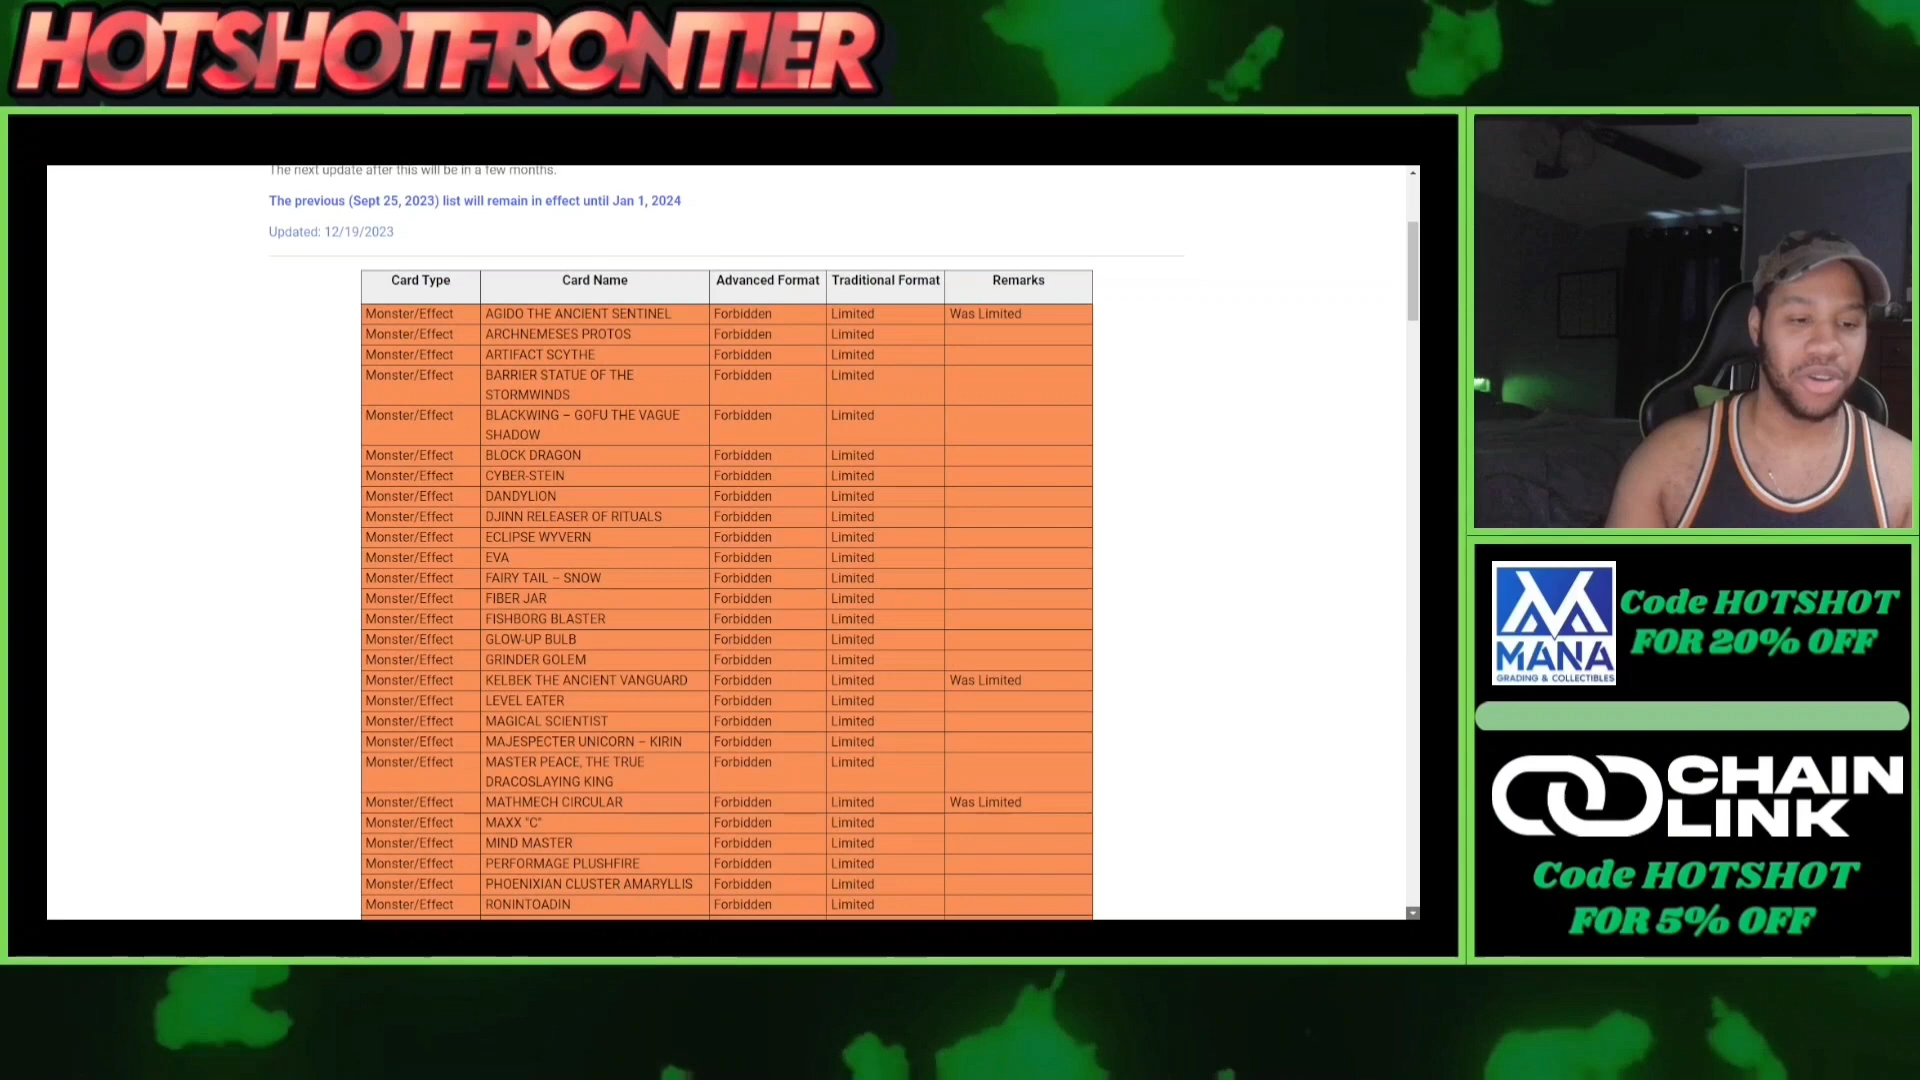 HOTSHOTFRONTIER
The next update after this will be in a few months.
The previous (Sept 25, 2023) list will remain in effect until Jan 1, 2024
Updated: 12/19/2023
Card Type Card Name Advanced Format Traditional Format Remarks
Monster/Effect AGIDO THE ANCIENT SENTINEL Forbidden Limited Was Limited
Monster/Effect ARCHNEMESES PROTOS Forbidden Limited
Monster/Effect ARTIFACT SCYTHE Forbidden Limited
Monster/Effect BARRIER STATUE OF THE Forbidden Limited
STORMWINDS
Monster/Effect BLACKWING – GOFU THE VAGUE Forbidden Limited
SHADOW
Monster/Effect BLOCK DRAGON Forbidden Limited
Monster/Effect CYBER-STEIN Forbidden Limited
Monster/Effect DANDYLION Forbidden Limited
Monster/Effect DJINN RELEASER OF RITUALS Forbidden Limited
Monster/Effect ECLIPSE WYVERN Forbidden Limited
Monster/Effect EVA Forbidden Limited
Monster/Effect FAIRY TAIL – SNOW Forbidden Limited
Monster/Effect FIBER JAR Forbidden Limited
Monster/Effect FISHBORG BLASTER Forbidden Limited
Monster/Effect GLOW-UP BULB Forbidden Limited
Monster/Effect GRINDER GOLEM Forbidden Limited
Monster/Effect KELBEK THE ANCIENT VANGUARD Forbidden Limited Was Limited
Monster/Effect LEVEL EATER Forbidden Limited
Monster/Effect MAGICAL SCIENTIST Forbidden Limited
Monster/Effect MAJESPECTER UNICORN – KIRIN Forbidden Limited
Monster/Effect MASTER PEACE, THE TRUE Forbidden Limited
DRACOSLAYING KING
Monster/Effect MATHMECH CIRCULAR Forbidden Limited Was Limited
Monster/Effect MAXX "C" Forbidden Limited
Monster/Effect MIND MASTER Forbidden Limited
Monster/Effect PERFORMAGE PLUSHFIRE Forbidden Limited
Monster/Effect PHOENIXIAN CLUSTER AMARYLLIS Forbidden Limited
Monster/Effect RONINTOADIN Forbidden Limited
MANA
GRADING & COLLECTIBLES
Code HOTSHOT
FOR 20% OFF
CHAIN
LINK
Code HOTSHOT
FOR 5% OFF